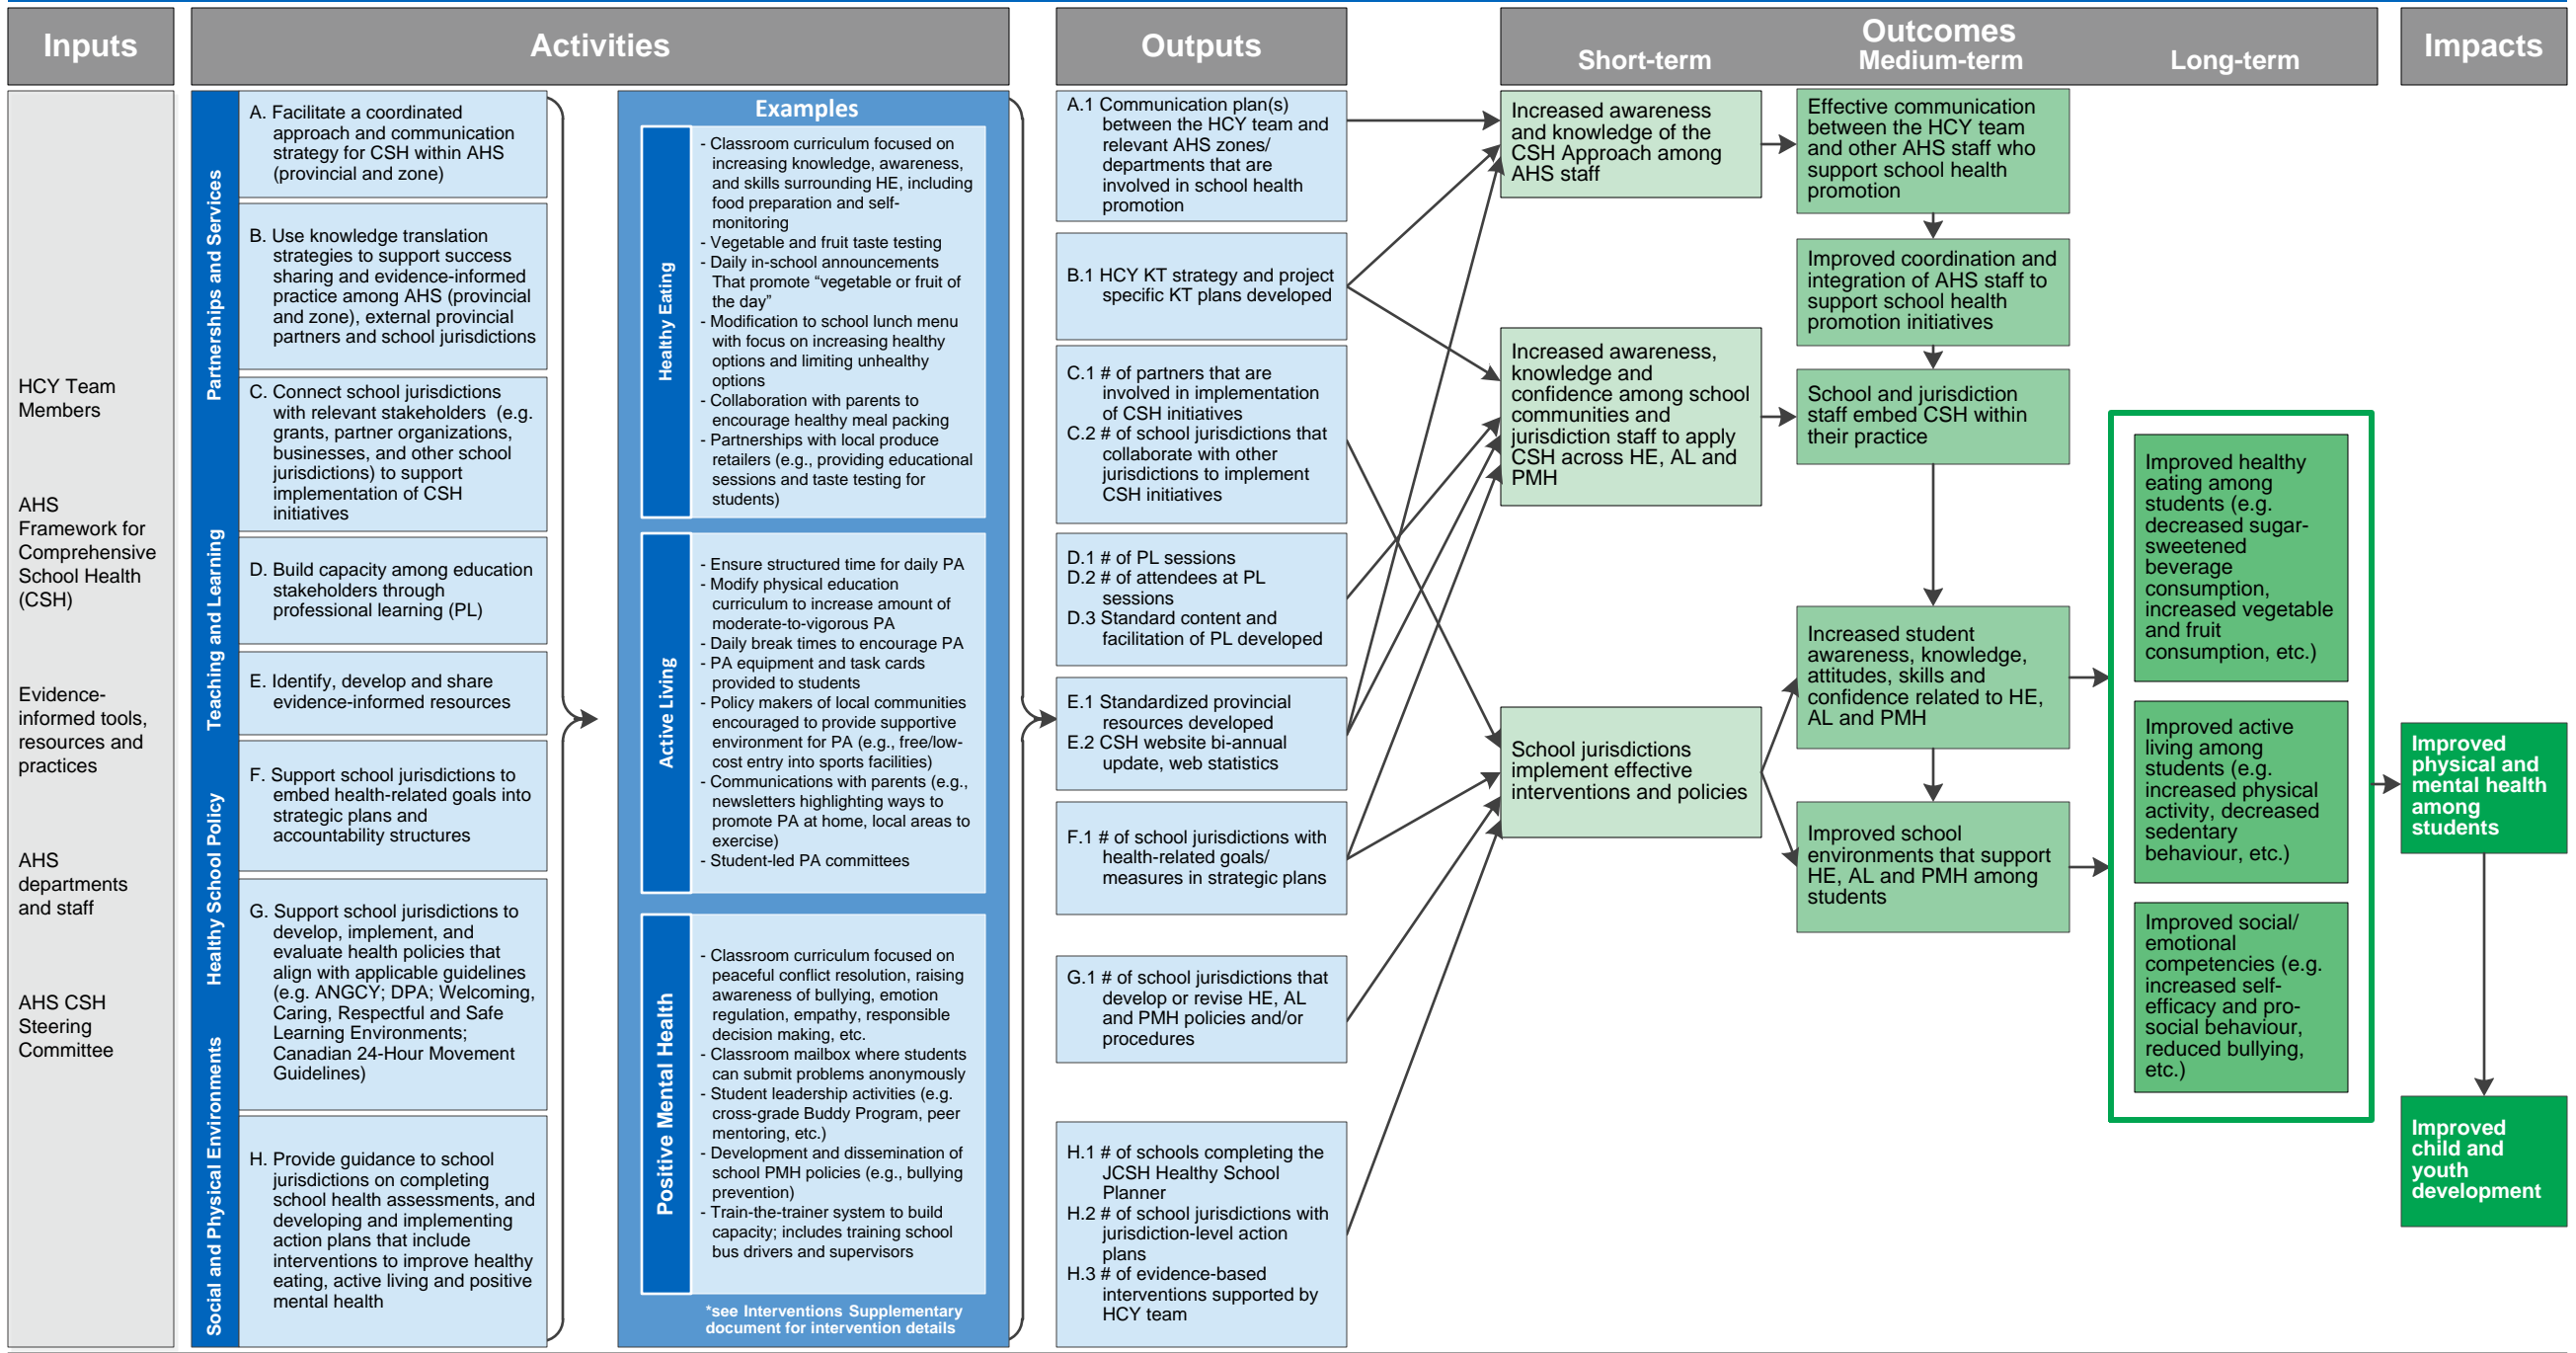 Inputs
Activities
Outputs
Outcomes
Short-term
Medium-term
Long-term
Impacts
HCY Team
Members
AHS
Framework for
Comprehensive
School Health
(CSH)
Evidence-
informed tools,
resources and
practices
AHS
departments
and staff
AHS CSH
Steering
Committee
Partnerships and Services
Teaching and Learning
Healthy School Policy
Social and Physical Environments
A. Facilitate a coordinated
approach and communication
strategy for CSH within AHS
(provincial and zone)
B. Use knowledge translation
strategies to support success
sharing and evidence-informed
practice among AHS (provincial
and zone), external provincial
partners and school jurisdictions
C. Connect school jurisdictions
with relevant stakeholders (e.g.
grants, partner organizations,
businesses, and other school
jurisdictions) to support
implementation of CSH
initiatives
D. Build capacity among education
stakeholders through
professional learning (PL)
E. Identify, develop and share
evidence-informed resources
F. Support school jurisdictions to
embed health-related goals into
strategic plans and
accountability structures
G. Support school jurisdictions to
develop, implement, and
evaluate health policies that
align with applicable guidelines
(e.g. ANGCY; DPA; Welcoming,
Caring, Respectful and Safe
Learning Environments;
Canadian 24-Hour Movement
Guidelines)
H. Provide guidance to school
jurisdictions on completing
school health assessments, and
developing and implementing
action plans that include
interventions to improve healthy
eating, active living and positive
mental health
Examples
Healthy Eating
- Classroom curriculum focused on
increasing knowledge, awareness,
and skills surrounding HE, including
food preparation and self-
monitoring
- Vegetable and fruit taste testing
- Daily in-school announcements
That promote “vegetable or fruit of
the day”
- Modification to school lunch menu
with focus on increasing healthy
options and limiting unhealthy
options
- Collaboration with parents to
encourage healthy meal packing
- Partnerships with local produce
retailers (e.g., providing educational
sessions and taste testing for
students)
Active Living
- Ensure structured time for daily PA
- Modify physical education
curriculum to increase amount of
moderate-to-vigorous PA
- Daily break times to encourage PA
- PA equipment and task cards
provided to students
- Policy makers of local communities
encouraged to provide supportive
environment for PA (e.g., free/low-
cost entry into sports facilities)
- Communications with parents (e.g.,
newsletters highlighting ways to
promote PA at home, local areas to
exercise)
- Student-led PA committees
Positive Mental Health
- Classroom curriculum focused on
peaceful conflict resolution, raising
awareness of bullying, emotion
regulation, empathy, responsible
decision making, etc.
- Classroom mailbox where students
can submit problems anonymously
- Student leadership activities (e.g.
cross-grade Buddy Program, peer
mentoring, etc.)
- Development and dissemination of
school PMH policies (e.g., bullying
prevention)
- Train-the-trainer system to build
capacity; includes training school
bus drivers and supervisors
*see Interventions Supplementary
document for intervention details
A.1 Communication plan(s)
between the HCY team and
relevant AHS zones/
departments that are
involved in school health
promotion
B.1 HCY KT strategy and project
specific KT plans developed
C.1 # of partners that are
involved in implementation
of CSH initiatives
C.2 # of school jurisdictions that
collaborate with other
jurisdictions to implement
CSH initiatives
D.1 # of PL sessions
D.2 # of attendees at PL
sessions
D.3 Standard content and
facilitation of PL developed
E.1 Standardized provincial
resources developed
E.2 CSH website bi-annual
update, web statistics
F.1 # of school jurisdictions with
health-related goals/
measures in strategic plans
G.1 # of school jurisdictions that
develop or revise HE, AL
and PMH policies and/or
procedures
H.1 # of schools completing the
JCSH Healthy School
Planner
H.2 # of school jurisdictions with
jurisdiction-level action
plans
H.3 # of evidence-based
interventions supported by
HCY team
Increased awareness
and knowledge of the
CSH Approach among
AHS staff
Increased awareness,
knowledge and
confidence among school
communities and
jurisdiction staff to apply
CSH across HE, AL and
PMH
School jurisdictions
implement effective
interventions and policies
Effective communication
between the HCY team
and other AHS staff who
support school health
promotion
Improved coordination and
integration of AHS staff to
support school health
promotion initiatives
School and jurisdiction
staff embed CSH within
their practice
Increased student
awareness, knowledge,
attitudes, skills and
confidence related to HE,
AL and PMH
Improved school
environments that support
HE, AL and PMH among
students
Improved healthy
eating among
students (e.g.
decreased sugar-
sweetened
beverage
consumption,
increased vegetable
and fruit
consumption, etc.)
Improved active
living among
students (e.g.
increased physical
activity, decreased
sedentary
behaviour, etc.)
Improved social/
emotional
competencies (e.g.
increased self-
efficacy and pro-
social behaviour,
reduced bullying,
etc.)
Improved
physical and
mental health
among
students
Improved
child and
youth
development